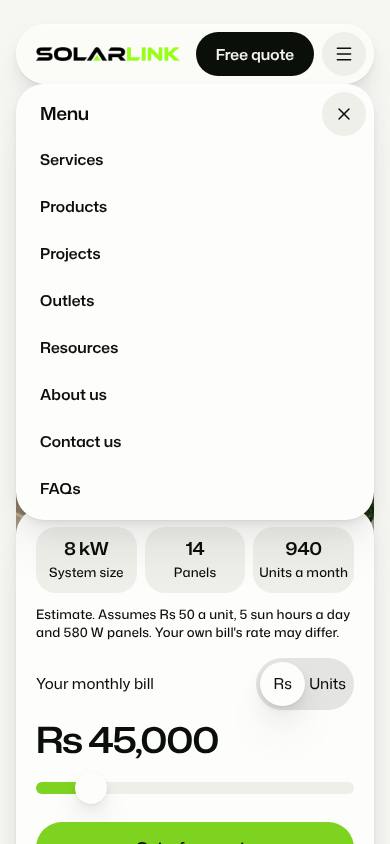 SOLARLINK
Free quote
Menu
Services
Products
Projects
Outlets
Resources
About us
Contact us
FAQs
8 kW
System size
14
Panels
940
Units a month
Estimate. Assumes Rs 50 a unit, 5 sun hours a day
and 580 W panels. Your own bill's rate may differ.
Your monthly bill
Rs
Units
Rs 45,000